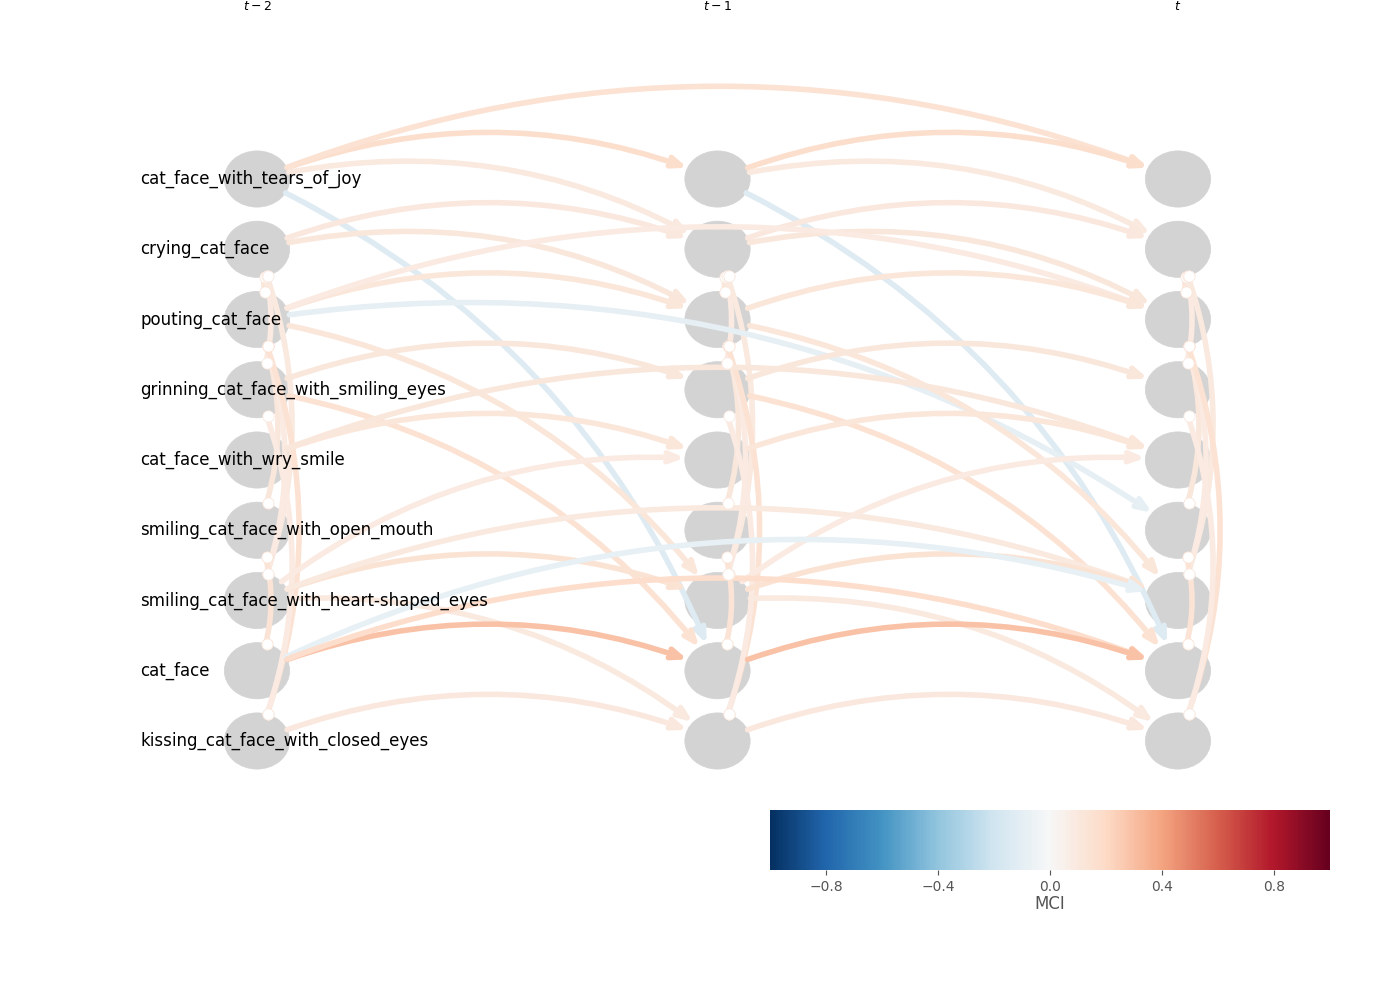 t − 2 t − 1 t
cat_face_with_tears_of_joy
crying_cat_face
pouting_cat_face
grinning_cat_face_with_smiling_eyes
cat_face_with_wry_smile
smiling_cat_face_with_open_mouth
smiling_cat_face_with_heart-shaped_eyes
cat_face
kissing_cat_face_with_closed_eyes
−0.8 −0.4 0.0 0.4 0.8
MCI